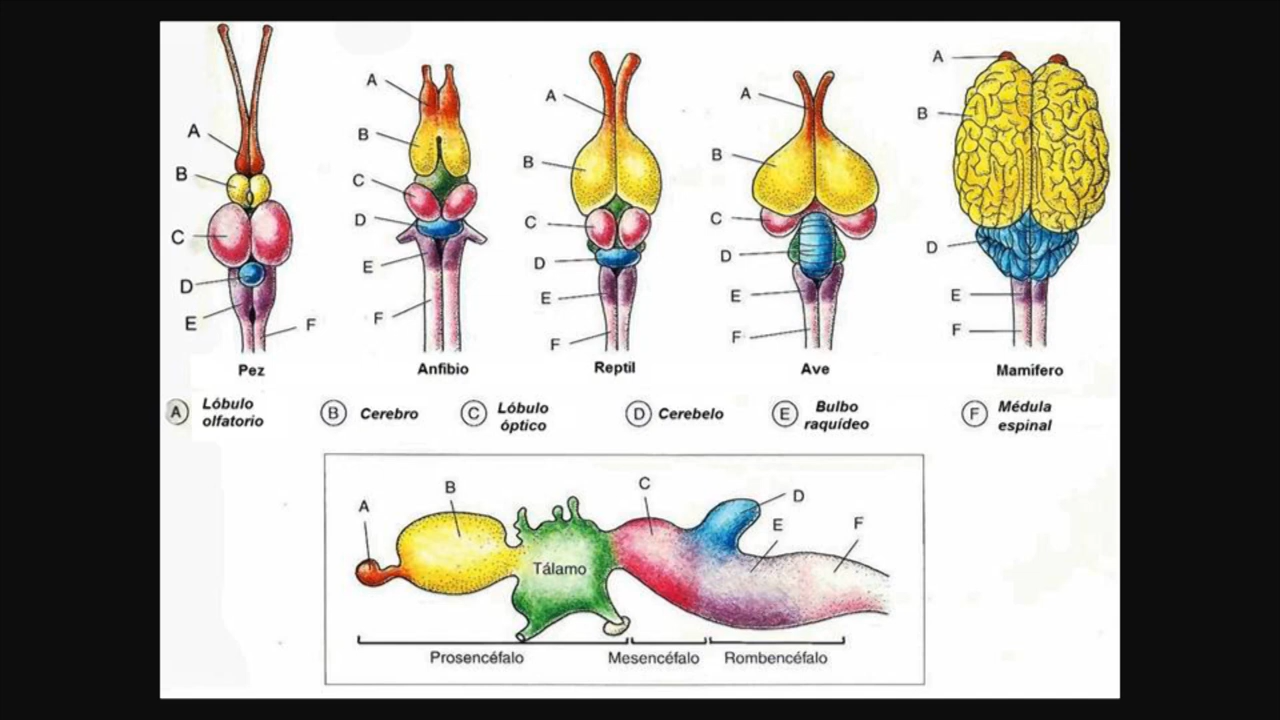 A
B
C
D
E
F
Pez
A
B
C
D
E
F
Anfibio
A
B
C
D
E
F
Reptil
A
B
C
D
E
F
Ave
A
B
D
E
F
Mamífero
A Lóbulo
olfatorio
B Cerebro
C Lóbulo
óptico
D Cerebelo
E Bulbo
raquídeo
F Médula
espinal
A
B
Tálamo
C
D
E
F
Prosencéfalo
Mesencéfalo
Rombencéfalo